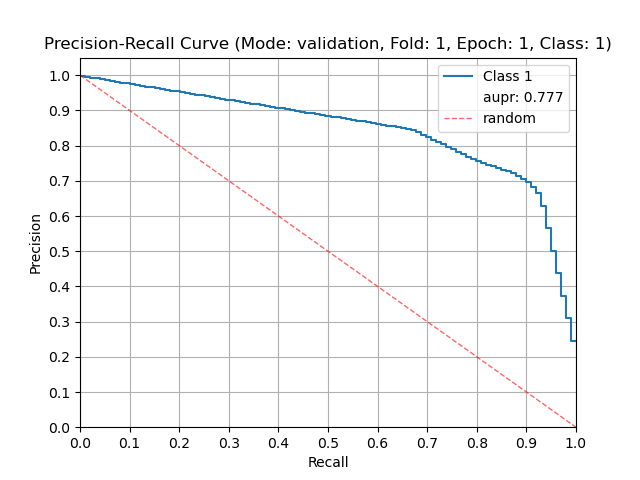 Precision-Recall Curve (Mode: validation, Fold: 1, Epoch: 1, Class: 1)
Class 1
aupr: 0.777
random
Precision
1.0
0.9
0.8
0.7
0.6
0.5
0.4
0.3
0.2
0.1
0.0
0.0 0.1 0.2 0.3 0.4 0.5 0.6 0.7 0.8 0.9 1.0
Recall